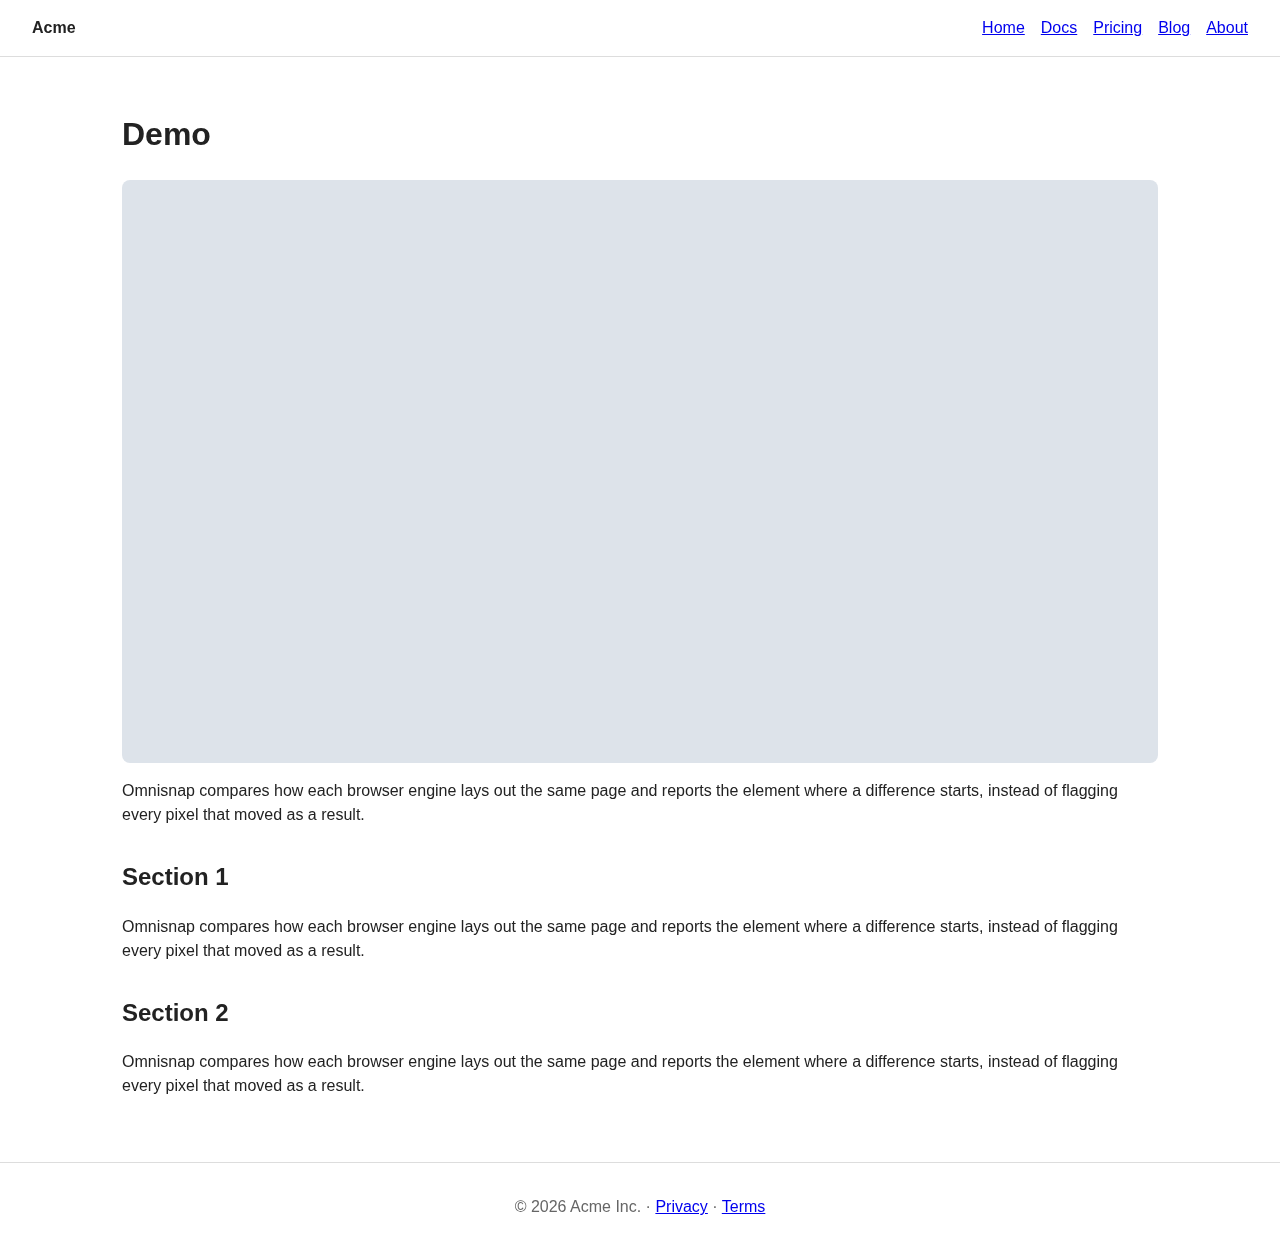 Acme
Home Docs Pricing Blog About
Demo
Omnisnap compares how each browser engine lays out the same page and reports the element where a difference starts, instead of flagging
every pixel that moved as a result.
Section 1
Omnisnap compares how each browser engine lays out the same page and reports the element where a difference starts, instead of flagging
every pixel that moved as a result.
Section 2
Omnisnap compares how each browser engine lays out the same page and reports the element where a difference starts, instead of flagging
every pixel that moved as a result.
© 2026 Acme Inc. · Privacy · Terms